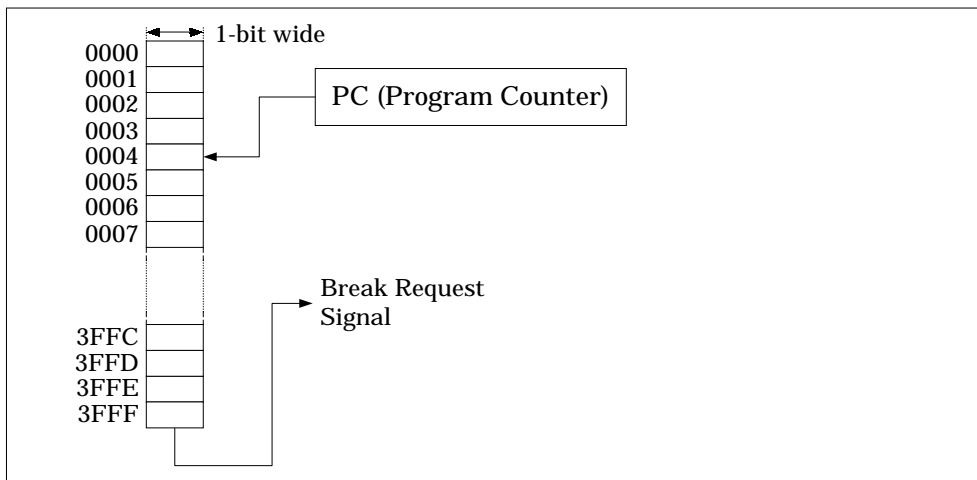 1-bit wide
0000
0001
0002
0003
0004
0005
0006
0007
PC (Program Counter)
Break Request
Signal
3FFC
3FFD
3FFE
3FFF